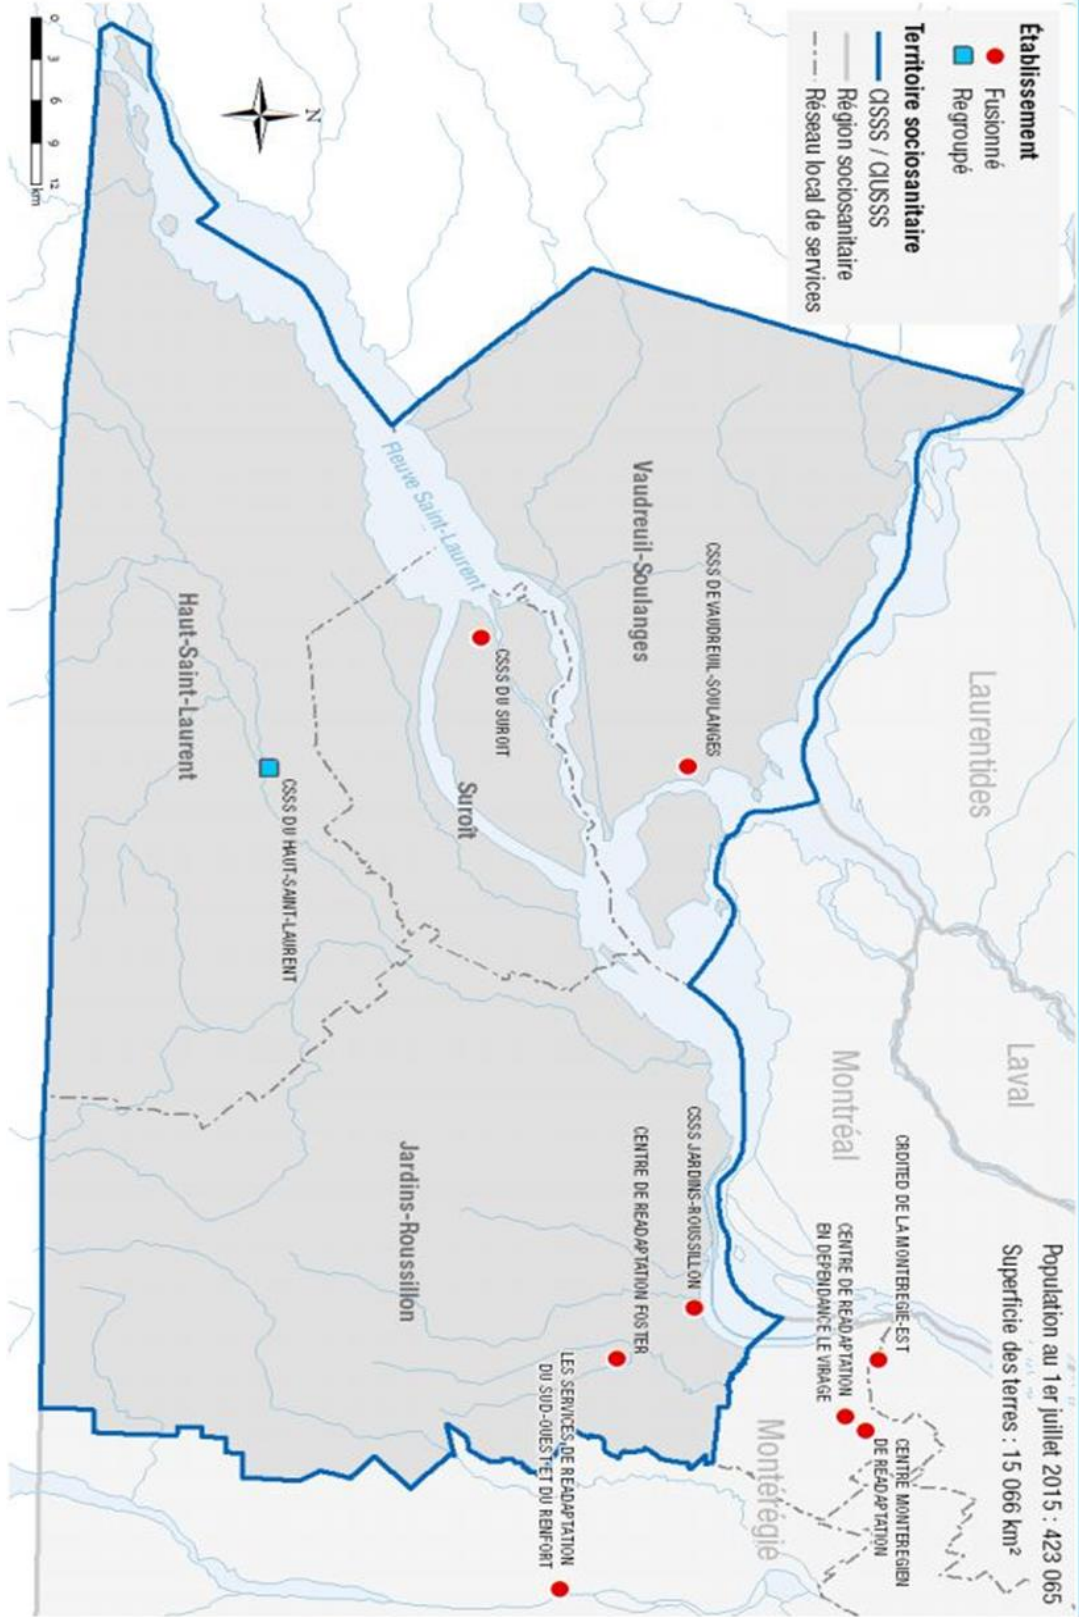 Établissement
Fusionné
Regroupé
Territoire sociosanitaire
CISSS / CIUSSS
Région sociosanitaire
Réseau local de services
Population au 1er juillet 2015 : 423 065
Superficie des terres : 15 066 km²
Laurentides
Laval
Montréal
CRDITED DE LA MONTEREGIE-EST
CENTRE DE READAPTATION
EN DEPENDANCE LE VIRAGE
CENTRE MONTEREGIEN
DE READAPTATION
Montérégie
CSSS DE VAUDREUIL-SOULANGES
Vaudreuil-Soulanges
CSSS JARDINS-ROUSSILLON
CENTRE DE READAPTATION FOSTER
LES SERVICES DE READAPTATION
DU SUD-OUEST ET DU RENFORT
Fleuve Saint-Laurent
CSSS DU SUROIT
Suroît
Jardins-Roussillon
N
CSSS DU HAUT-SAINT-LAURENT
Haut-Saint-Laurent
0 3 6 9 12
km